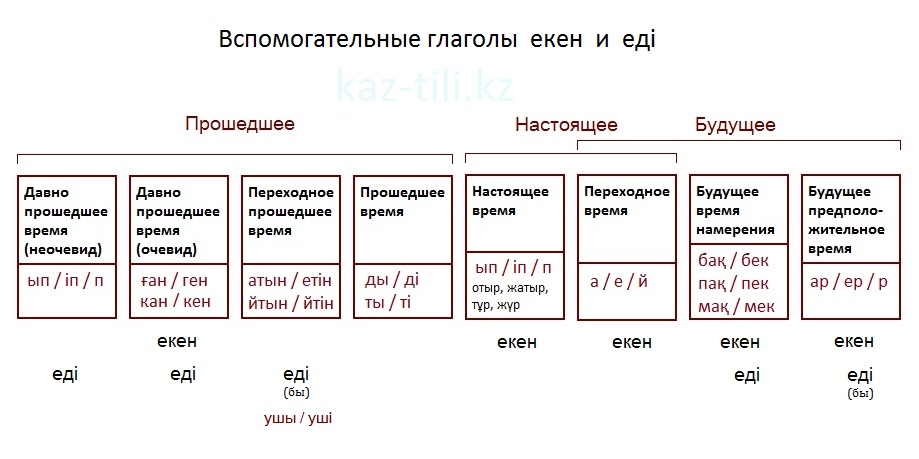 Вспомогательные глаголы екен и еді
kaz-tili.kz
Прошедшее
Настоящее
Будущее
Давно
прошедшее
время
(неочевид)
ып / іп / п
Давно
прошедшее
время
(очевид)
ған / ген
кан / кен
Переходное
прошедшее
время
атын / етін
йтын / йтін
Прошедшее
время
ды / ді
ты / ті
Настоящее
время
ып / іп / п
отыр, жатыр,
тұр, жүр
Переходное
время
а / е / й
Будущее
время
намерения
бақ / бек
пақ / пек
мақ / мек
Будущее
предполо-
жительное
время
ар / ер / р
екен
екен
екен
екен
екен
еді
еді
еді
(бы)
еді
еді
(бы)
ушы / уші